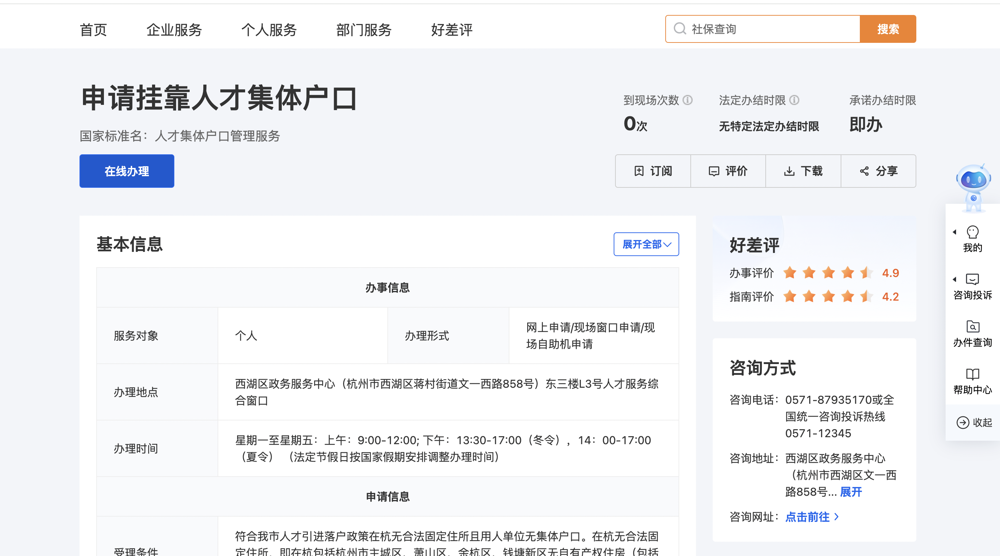 首页 企业服务 个人服务 部门服务 好差评 社保查询 搜索
申请挂靠人才集体户口
国家标准名：人才集体户口管理服务
在线办理
到现场次数 法定办结时限 承诺办结时限
0次 无特定法定办结时限 即办
订阅 评价 下载 分享
基本信息 展开全部
办事信息
服务对象 个人 办理形式 网上申请/现场窗口申请/现
场自助机申请
办理地点 西湖区政务服务中心（杭州市西湖区蒋村街道文一西路858号）东三楼L3号人才服务综
合窗口
办理时间 星期一至星期五：上午：9:00-12:00; 下午：13:30-17:00（冬令），14：00-17:00
（夏令）（法定节假日按国家假期安排调整办理时间）
申请信息
受理条件 符合我市人才引进落户政策在杭无合法固定住所且用人单位无集体户口。在杭无合法固
定住所，即在杭包括杭州市主城区、萧山区、余杭区、钱塘新区无自有产权住房（包括
好差评
办事评价 4.9
指南评价 4.2
咨询方式
咨询电话：0571-87935170或全
国统一咨询投诉热线
0571-12345
咨询地址：西湖区政务服务中心
（杭州市西湖区文一西
路858号... 展开
咨询网址：点击前往
我的
咨询投诉
办件查询
帮助中心
收起